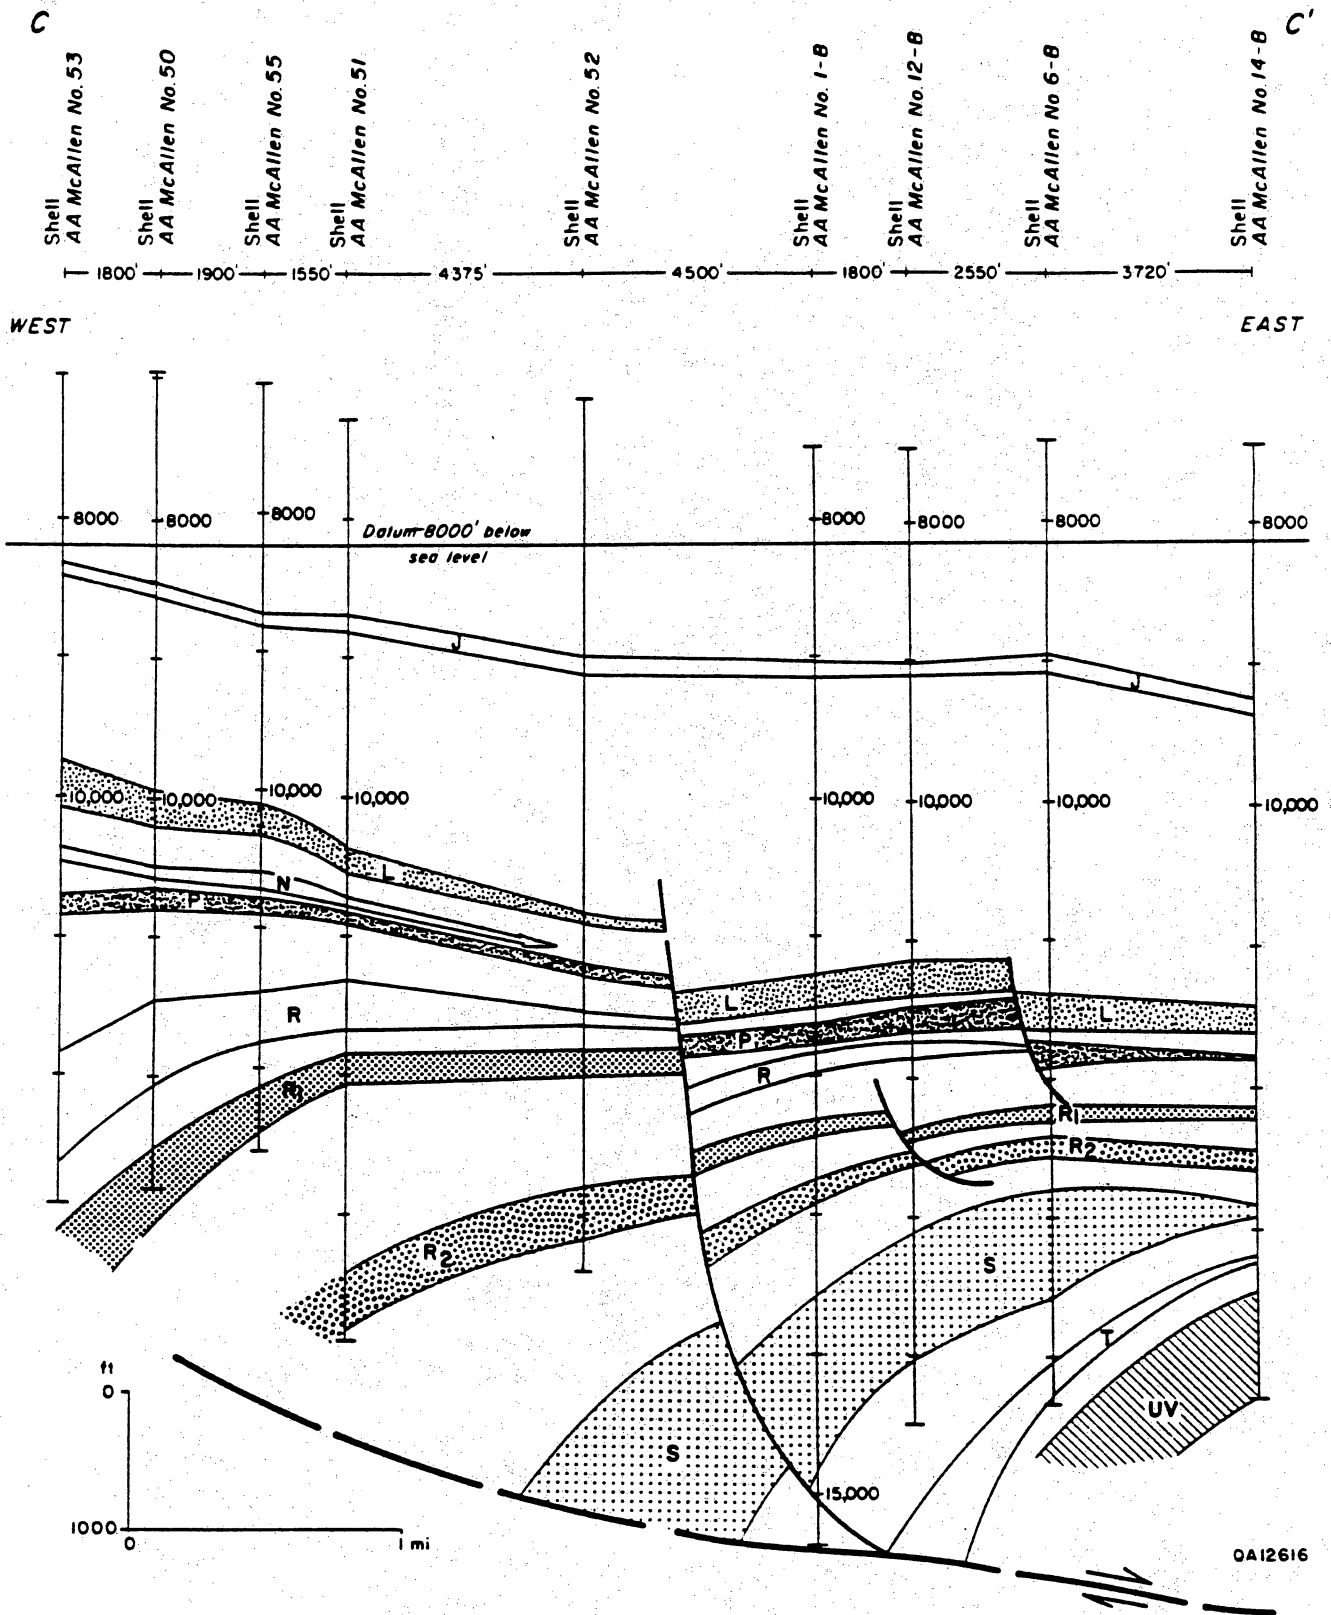 C C'
Shell
AA McAllen No. 53
Shell
AA McAllen No. 50
Shell
AA McAllen No. 55
Shell
AA McAllen No. 51
Shell
AA McAllen No. 52
Shell
AA McAllen No. 1-B
Shell
AA McAllen No. 12-B
Shell
AA McAllen No. 6-B
Shell
AA McAllen No. 14-B
1800' 1900' 1550' 4375' 4500' 1800' 2550' 3720'
WEST EAST
8000 8000 8000 8000 8000 8000 8000
Datum-8000' below
sea level
J J
10,000 10,000 10,000 10,000 10,000 10,000 10,000 10,000
L
N
P
L L
R P
R
R1 R1
R2
R2 S
T
UV
S
15,000
ft
0
1000
0 1 mi
QA12616